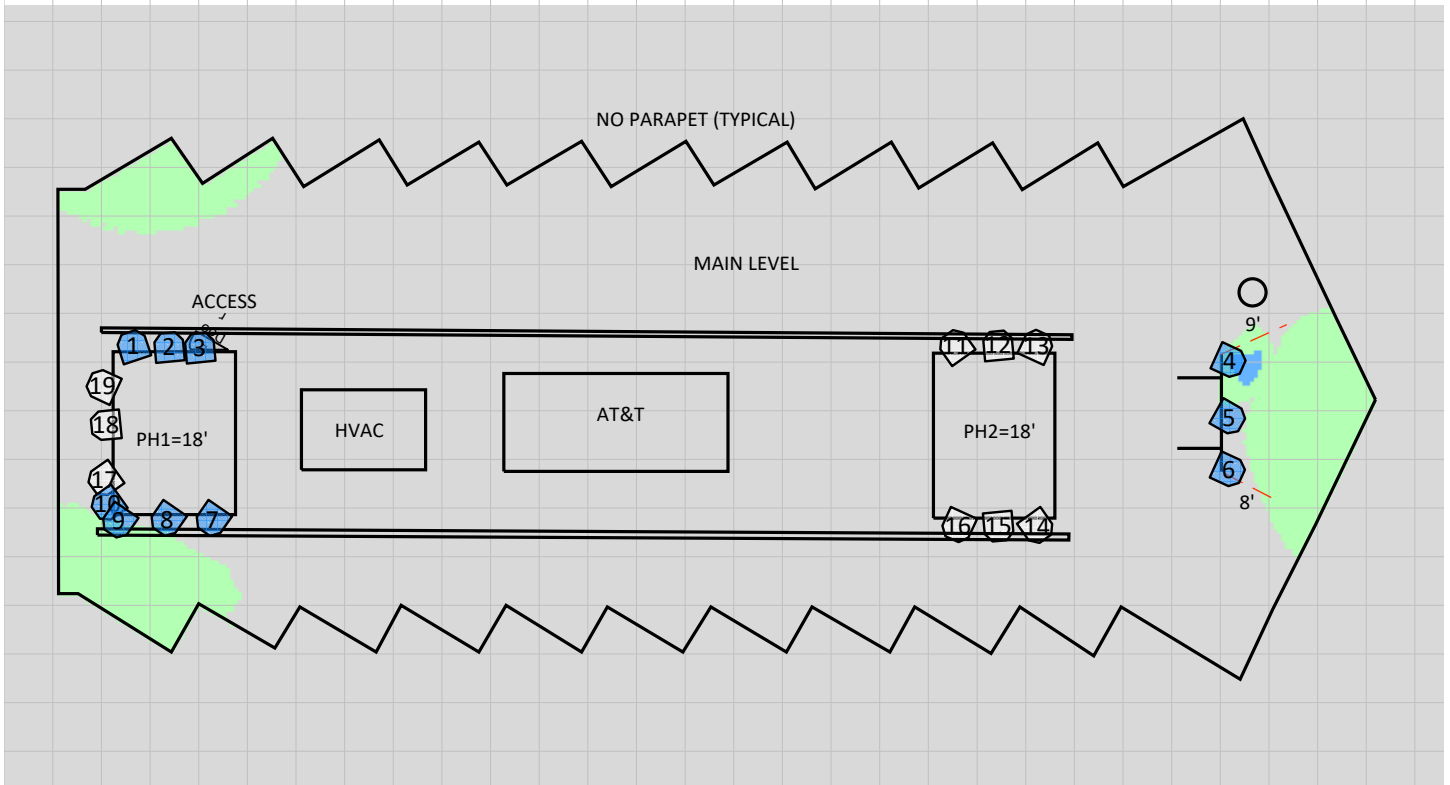 NO PARAPET (TYPICAL)
MAIN LEVEL
ACCESS
9'
1 2 3
11 12 13
4
19
AT&T
5
18
HVAC
PH1=18'
PH2=18'
6
17
8'
10
9 8 7
16 15 14